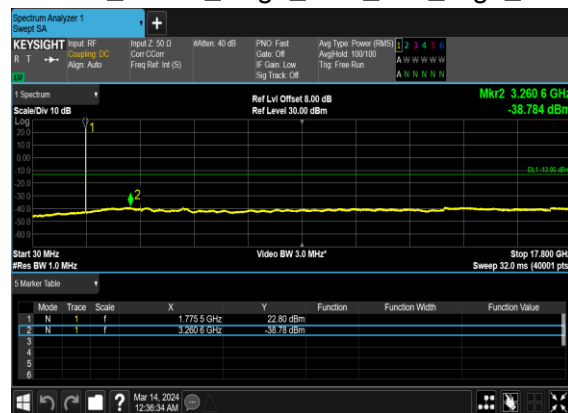 Spectrum Analyzer 1
Swept SA
+
KEYSIGHT Input: RF Input Z: 50 Ω #Atten: 40 dB PNO: Fast Avg Type: Power (RMS) 1 2 3 4 5 6
R T Coupling: DC Corr CCorr Gate: Off Avg|Hold: 100/100 A W W W W W
Align: Auto Freq Ref: Int (S) IF Gain: Low Trig: Free Run
Sig Track: Off A N N N N N
1 Spectrum Ref Lvl Offset 8.00 dB Mkr2 3.260 6 GHz
Scale/Div 10 dB Ref Level 30.00 dBm -38.784 dBm
Log
20.0
10.0
0.00
-10.0
-20.0
-30.0
-40.0
-50.0
-60.0
1
DL1 -13.00 dBm
2
Start 30 MHz Video BW 3.0 MHz* Stop 17.800 GHz
#Res BW 1.0 MHz Sweep 32.0 ms (40001 pts)
5 Marker Table
Mode Trace Scale X Y Function Function Width Function Value
1 N 1 f 1.775 5 GHz 22.80 dBm
2 N 1 f 3.260 6 GHz -38.78 dBm
3
4
5
6
? Mar 14, 2024
12:36:34 AM